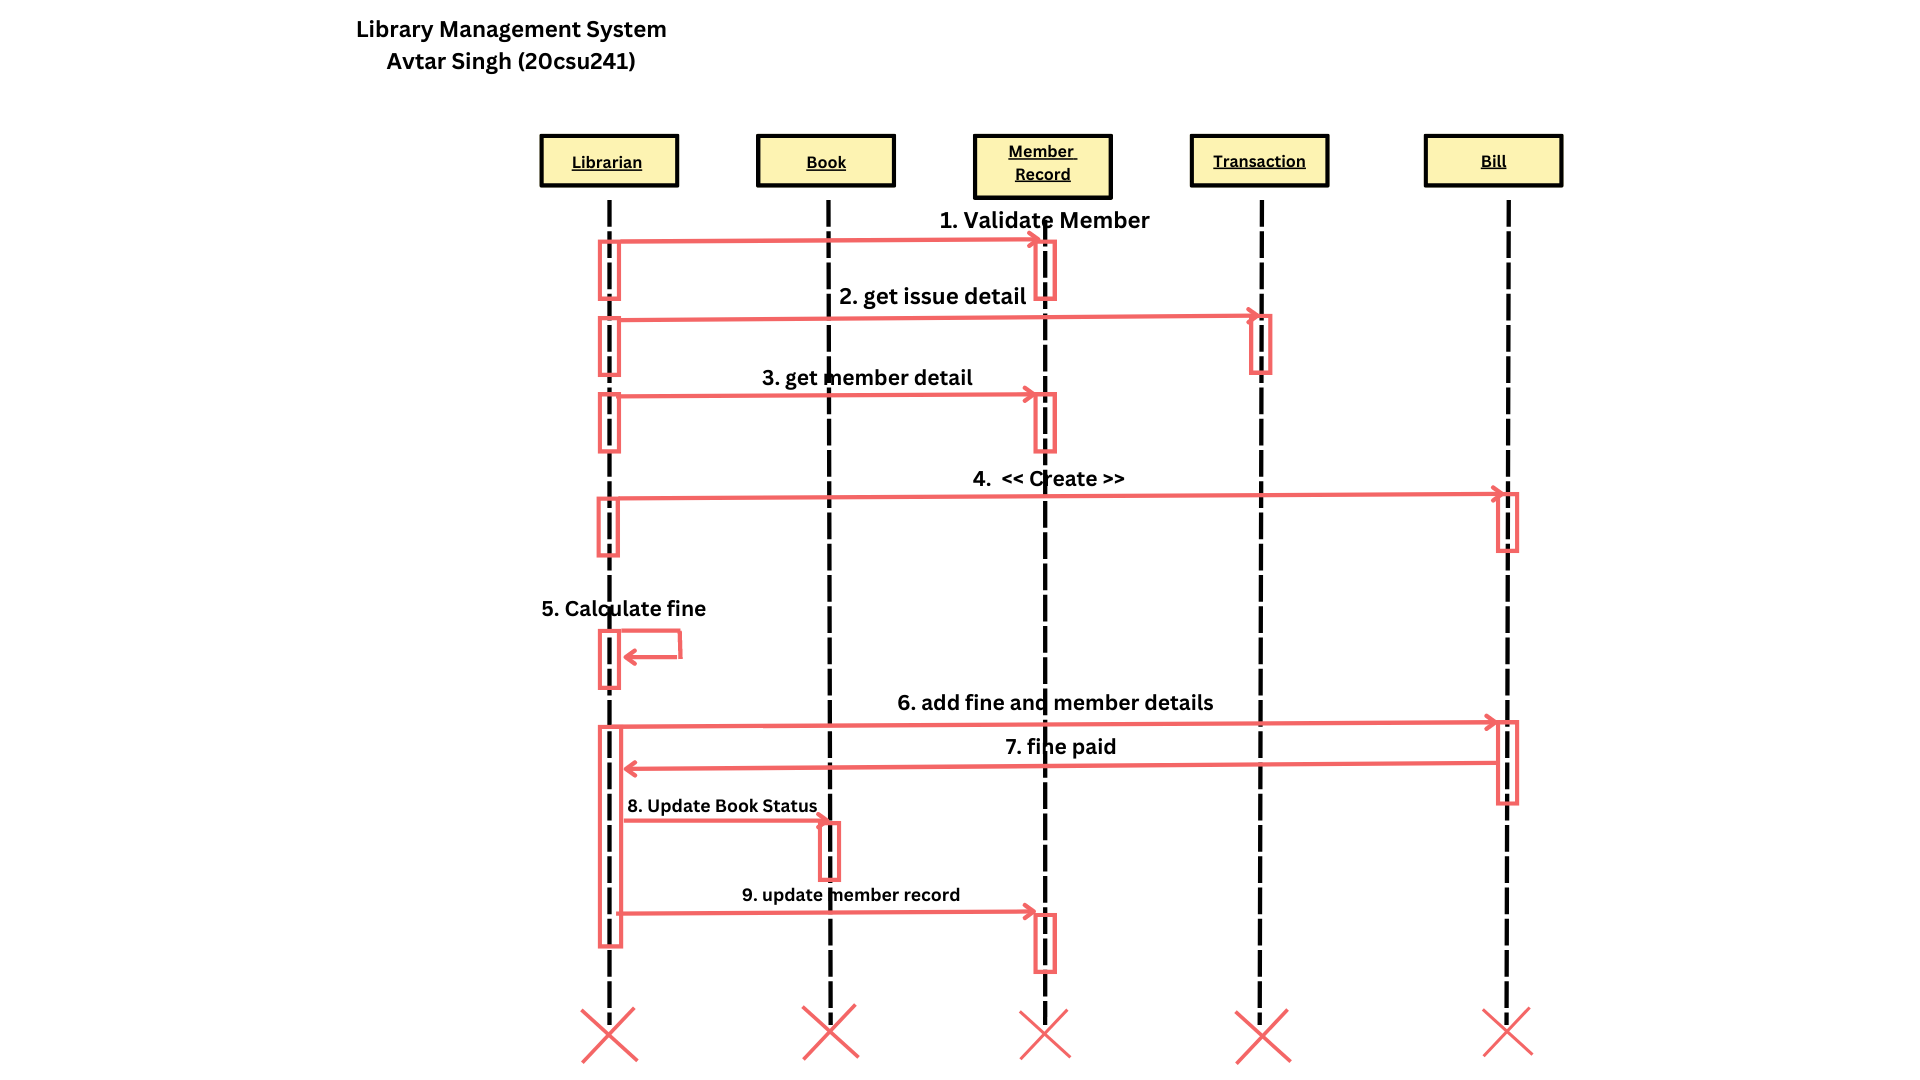 Library Management System
Avtar Singh (20csu241)
Librarian
Book
Member
Record
Transaction
Bill
1. Validate Member
2. get issue detail
3. get member detail
4. << Create >>
5. Calculate fine
6. add fine and member details
7. fine paid
8. Update Book Status
9. update member record